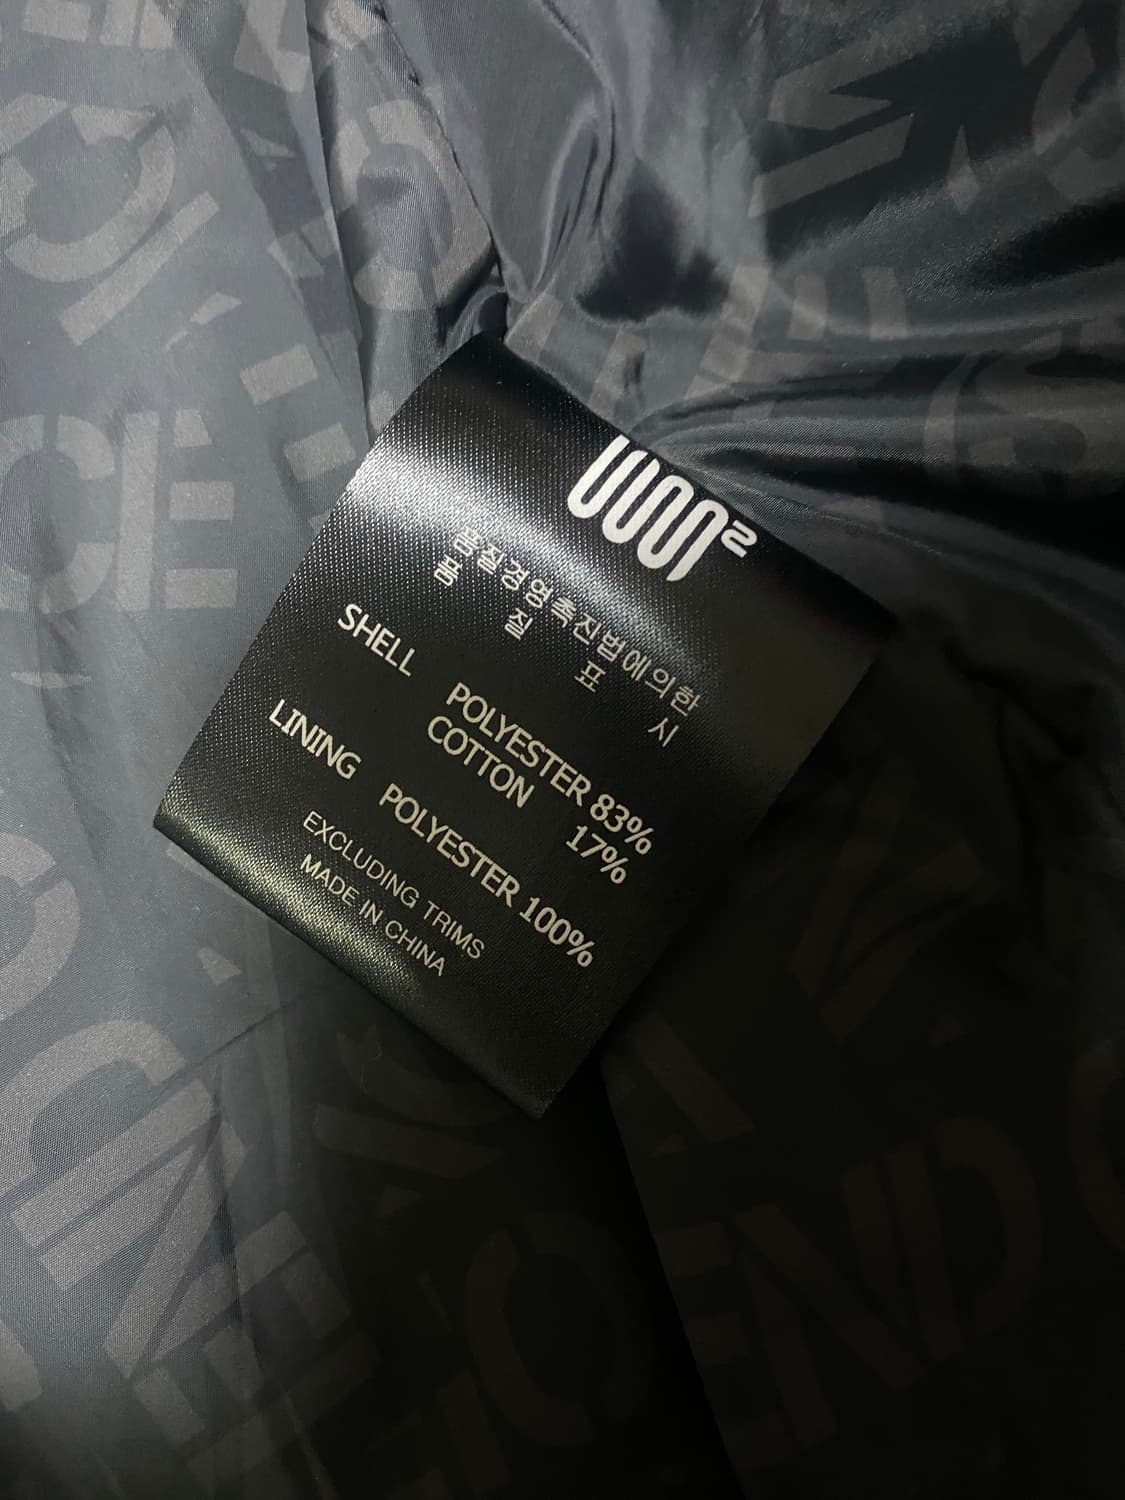 품질경영촉진법에의한
품 질 표 시
SHELL POLYESTER 83%
COTTON 17%
LINING POLYESTER 100%
EXCLUDING TRIMS
MADE IN CHINA